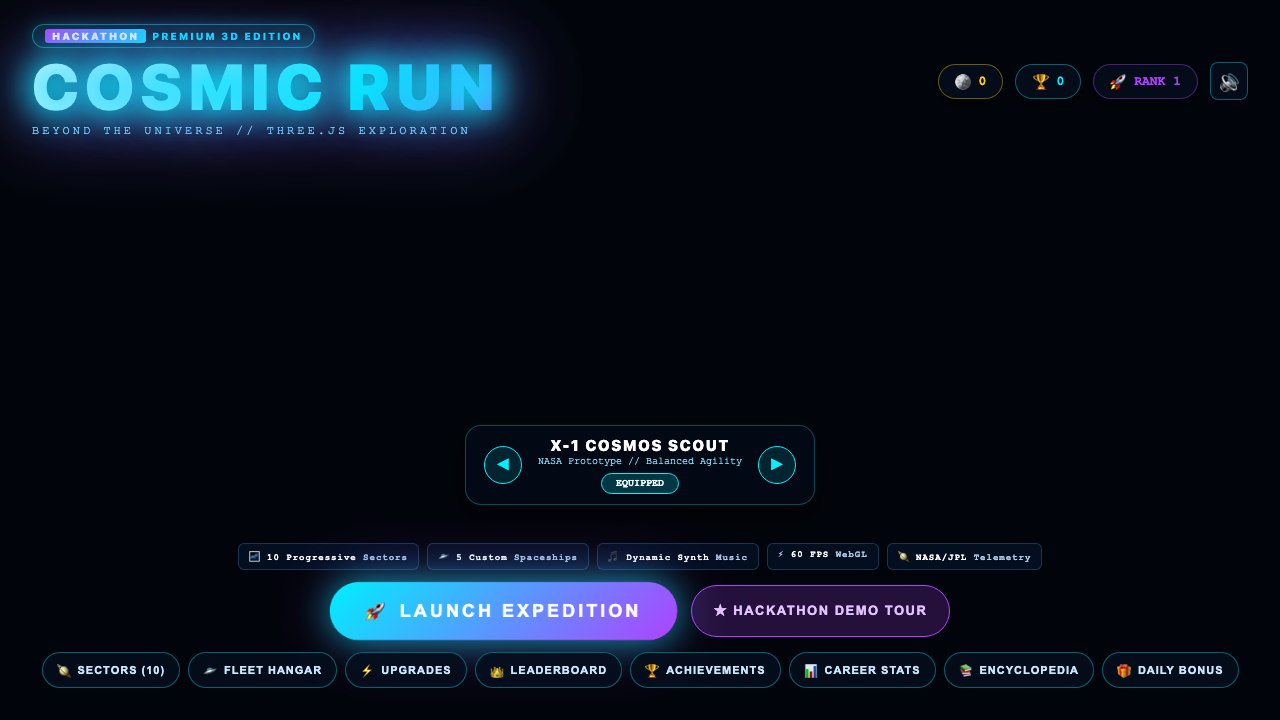 HACKATHON PREMIUM 3D EDITION
COSMIC RUN
BEYOND THE UNIVERSE // THREE.JS EXPLORATION
0
0
RANK 1
X-1 COSMOS SCOUT
NASA Prototype // Balanced Agility
EQUIPPED
10 Progressive Sectors
5 Custom Spaceships
Dynamic Synth Music
60 FPS WebGL
NASA/JPL Telemetry
LAUNCH EXPEDITION
★ HACKATHON DEMO TOUR
SECTORS (10)
FLEET HANGAR
UPGRADES
LEADERBOARD
ACHIEVEMENTS
CAREER STATS
ENCYCLOPEDIA
DAILY BONUS